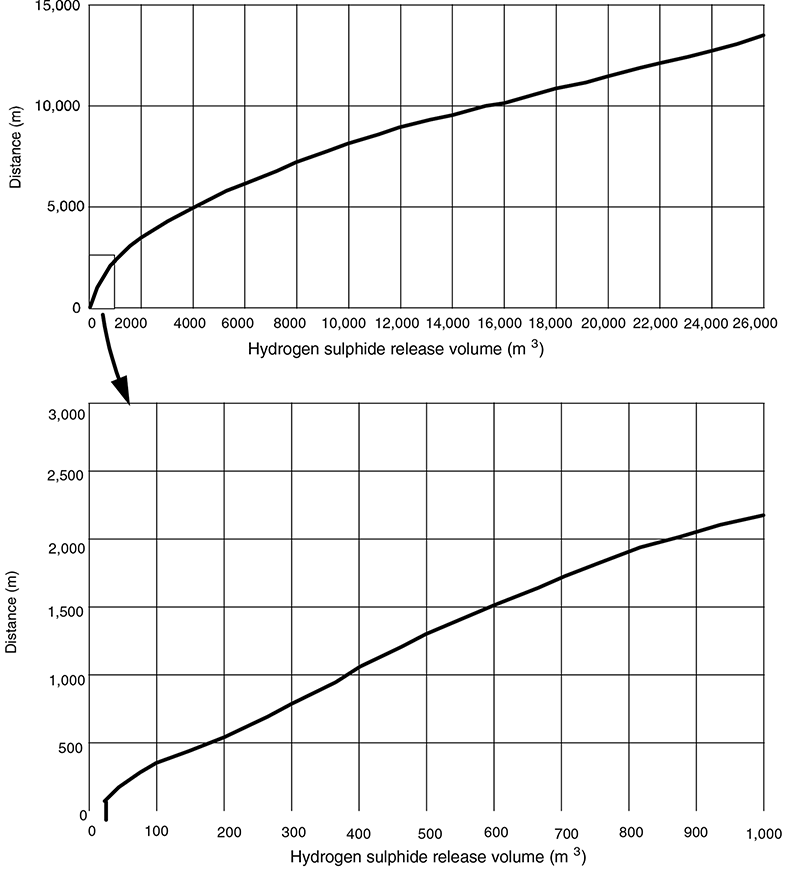 15,000
10,000
5,000
0
Distance (m)
0 2000 4000 6000 8000 10,000 12,000 14,000 16,000 18,000 20,000 22,000 24,000 26,000
Hydrogen sulphide release volume (m ³)
3,000
2,500
2,000
1,500
1,000
500
0
Distance (m)
0 100 200 300 400 500 600 700 800 900 1,000
Hydrogen sulphide release volume (m ³)